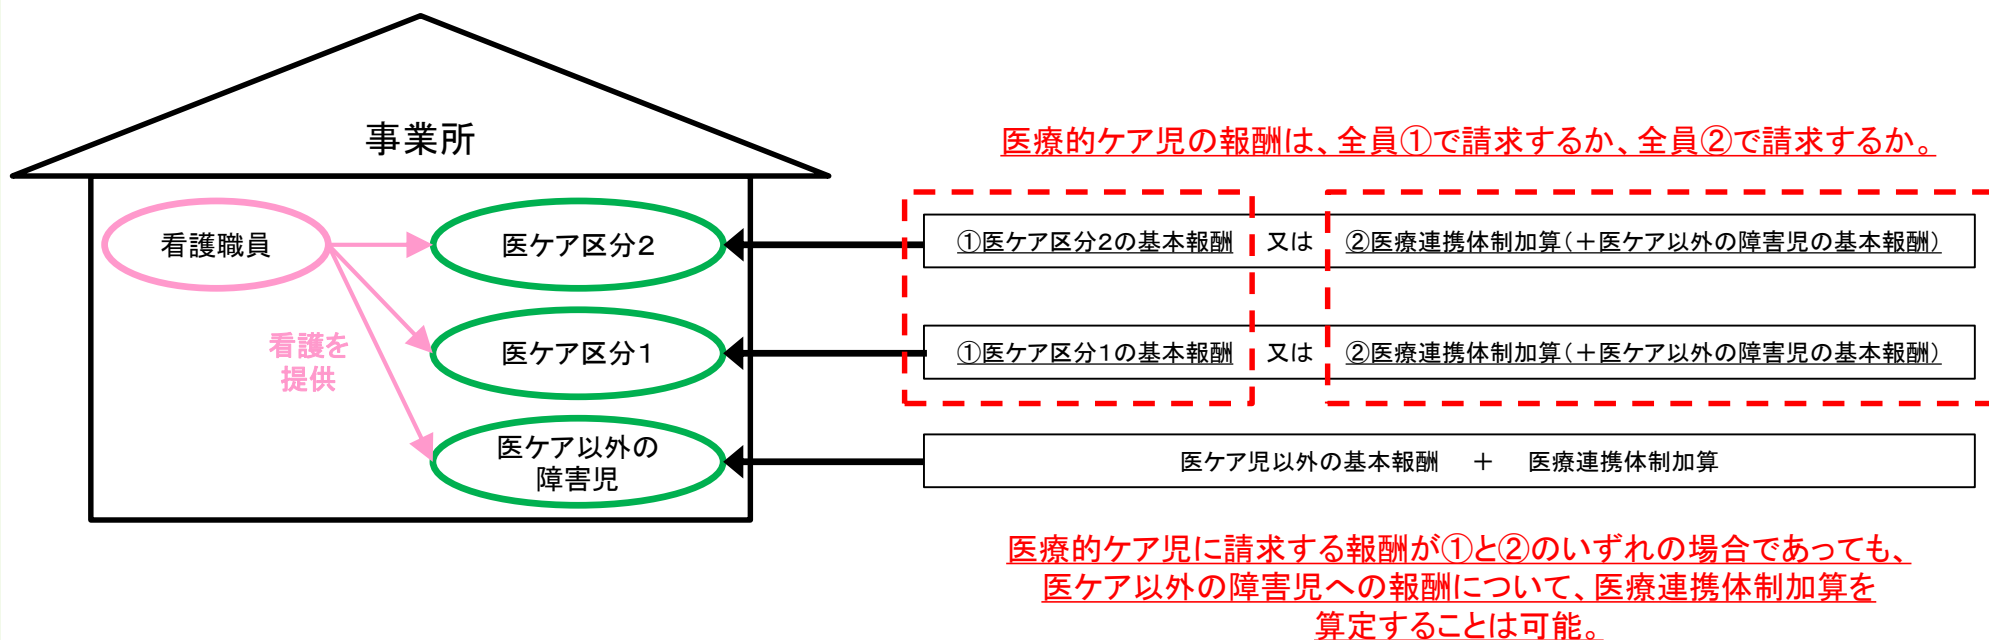 事業所
医療的ケア児の報酬は、全員①で請求するか、全員②で請求するか。
看護職員
医ケア区分2
①医ケア区分2の基本報酬 又は ②医療連携体制加算(+医ケア以外の障害児の基本報酬)
看護を
提供
医ケア区分1
①医ケア区分1の基本報酬 又は ②医療連携体制加算(+医ケア以外の障害児の基本報酬)
医ケア以外の
障害児
医ケア児以外の基本報酬 + 医療連携体制加算
医療的ケア児に請求する報酬が①と②のいずれの場合であっても、
医ケア以外の障害児への報酬について、医療連携体制加算を
算定することは可能。